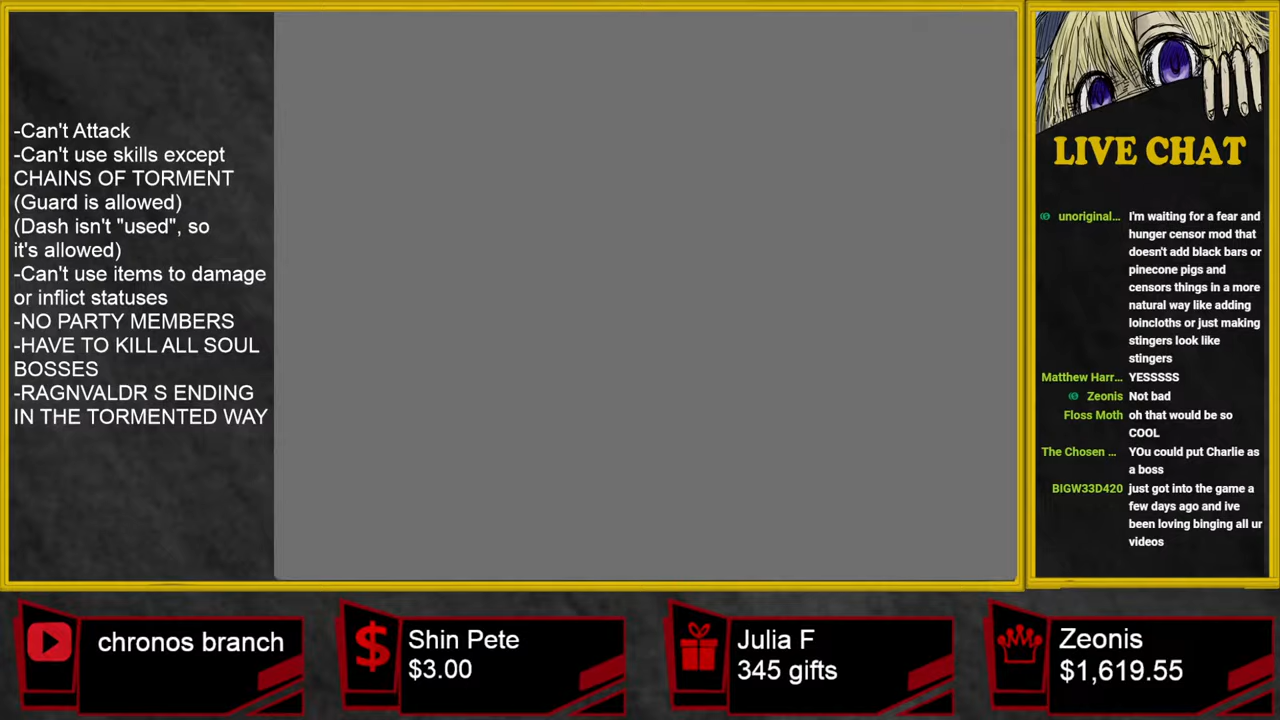 -Can't Attack
-Can't use skills except
CHAINS OF TORMENT
(Guard is allowed)
(Dash isn't "used", so
it's allowed)
-Can't use items to damage
or inflict statuses
-NO PARTY MEMBERS
-HAVE TO KILL ALL SOUL
BOSSES
-RAGNVALDR S ENDING
IN THE TORMENTED WAY
LIVE CHAT
unoriginal... I'm waiting for a fear and
hunger censor mod that
doesn't add black bars or
pinecone pigs and
censors things in a more
natural way like adding
loincloths or just making
stingers look like
stingers
Matthew Harr... YESSSSS
Zeonis Not bad
Floss Moth oh that would be so
COOL
The Chosen ... YOu could put Charlie as
a boss
BIGW33D420 just got into the game a
few days ago and ive
been loving binging all ur
videos
chronos branch
Shin Pete
$3.00
Julia F
345 gifts
Zeonis
$1,619.55